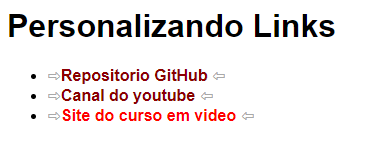 Personalizando Links
• ⇨Repositorio GitHub ⇦
• ⇨Canal do youtube ⇦
• ⇨Site do curso em video ⇦